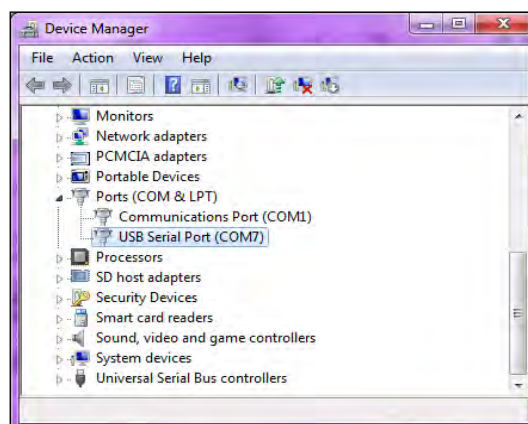 Device Manager
File Action View Help
Monitors
Network adapters
PCMCIA adapters
Portable Devices
Ports (COM & LPT)
Communications Port (COM1)
USB Serial Port (COM7)
Processors
SD host adapters
Security Devices
Smart card readers
Sound, video and game controllers
System devices
Universal Serial Bus controllers